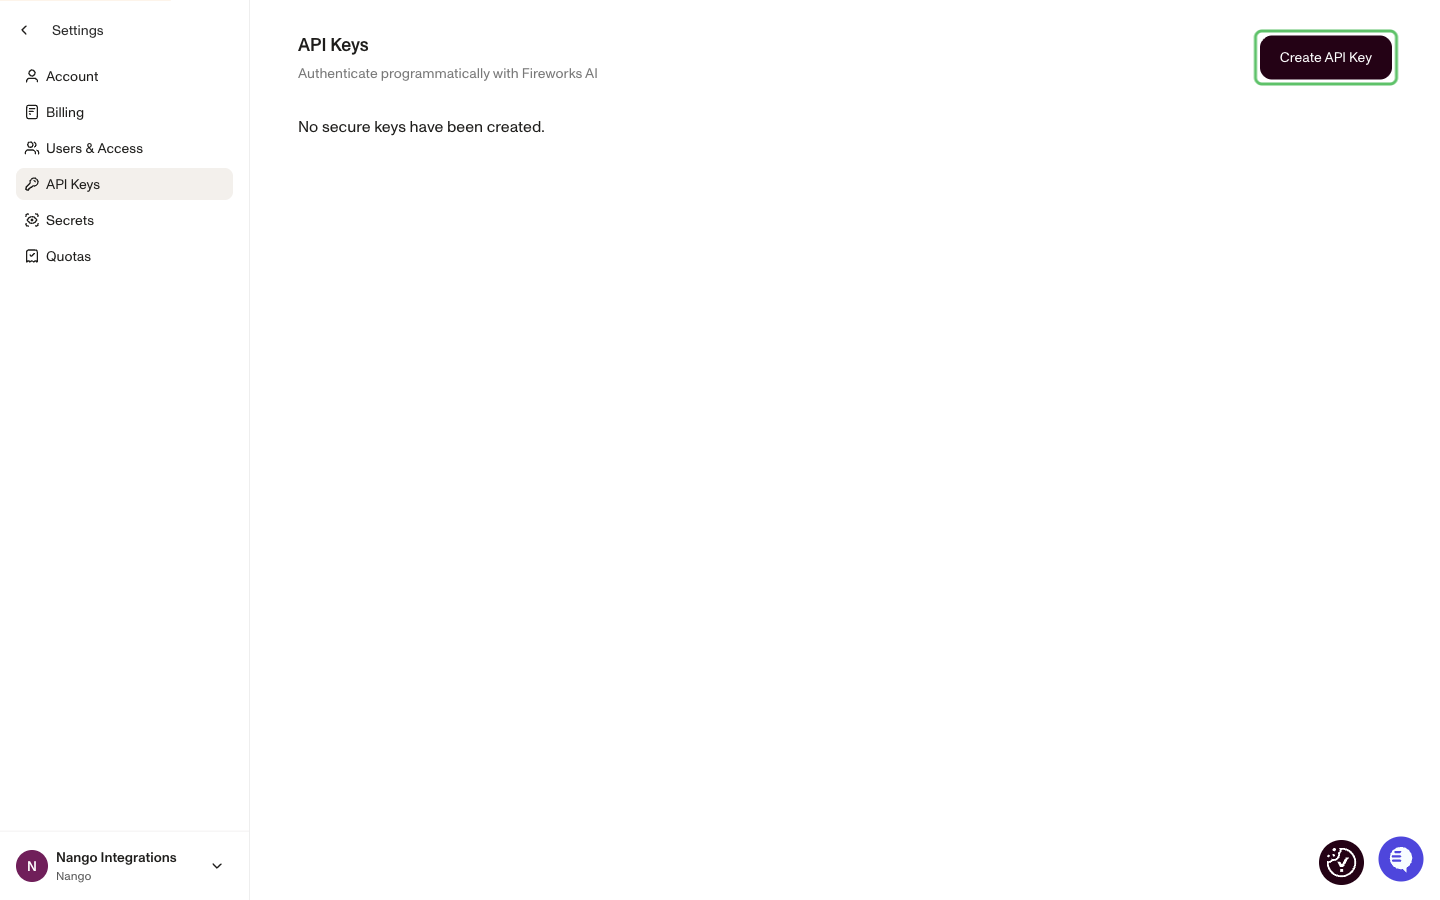 Settings
Account
Billing
Users & Access
API Keys
Secrets
Quotas
N
Nango Integrations
Nango
API Keys
Authenticate programmatically with Fireworks AI
Create API Key
No secure keys have been created.